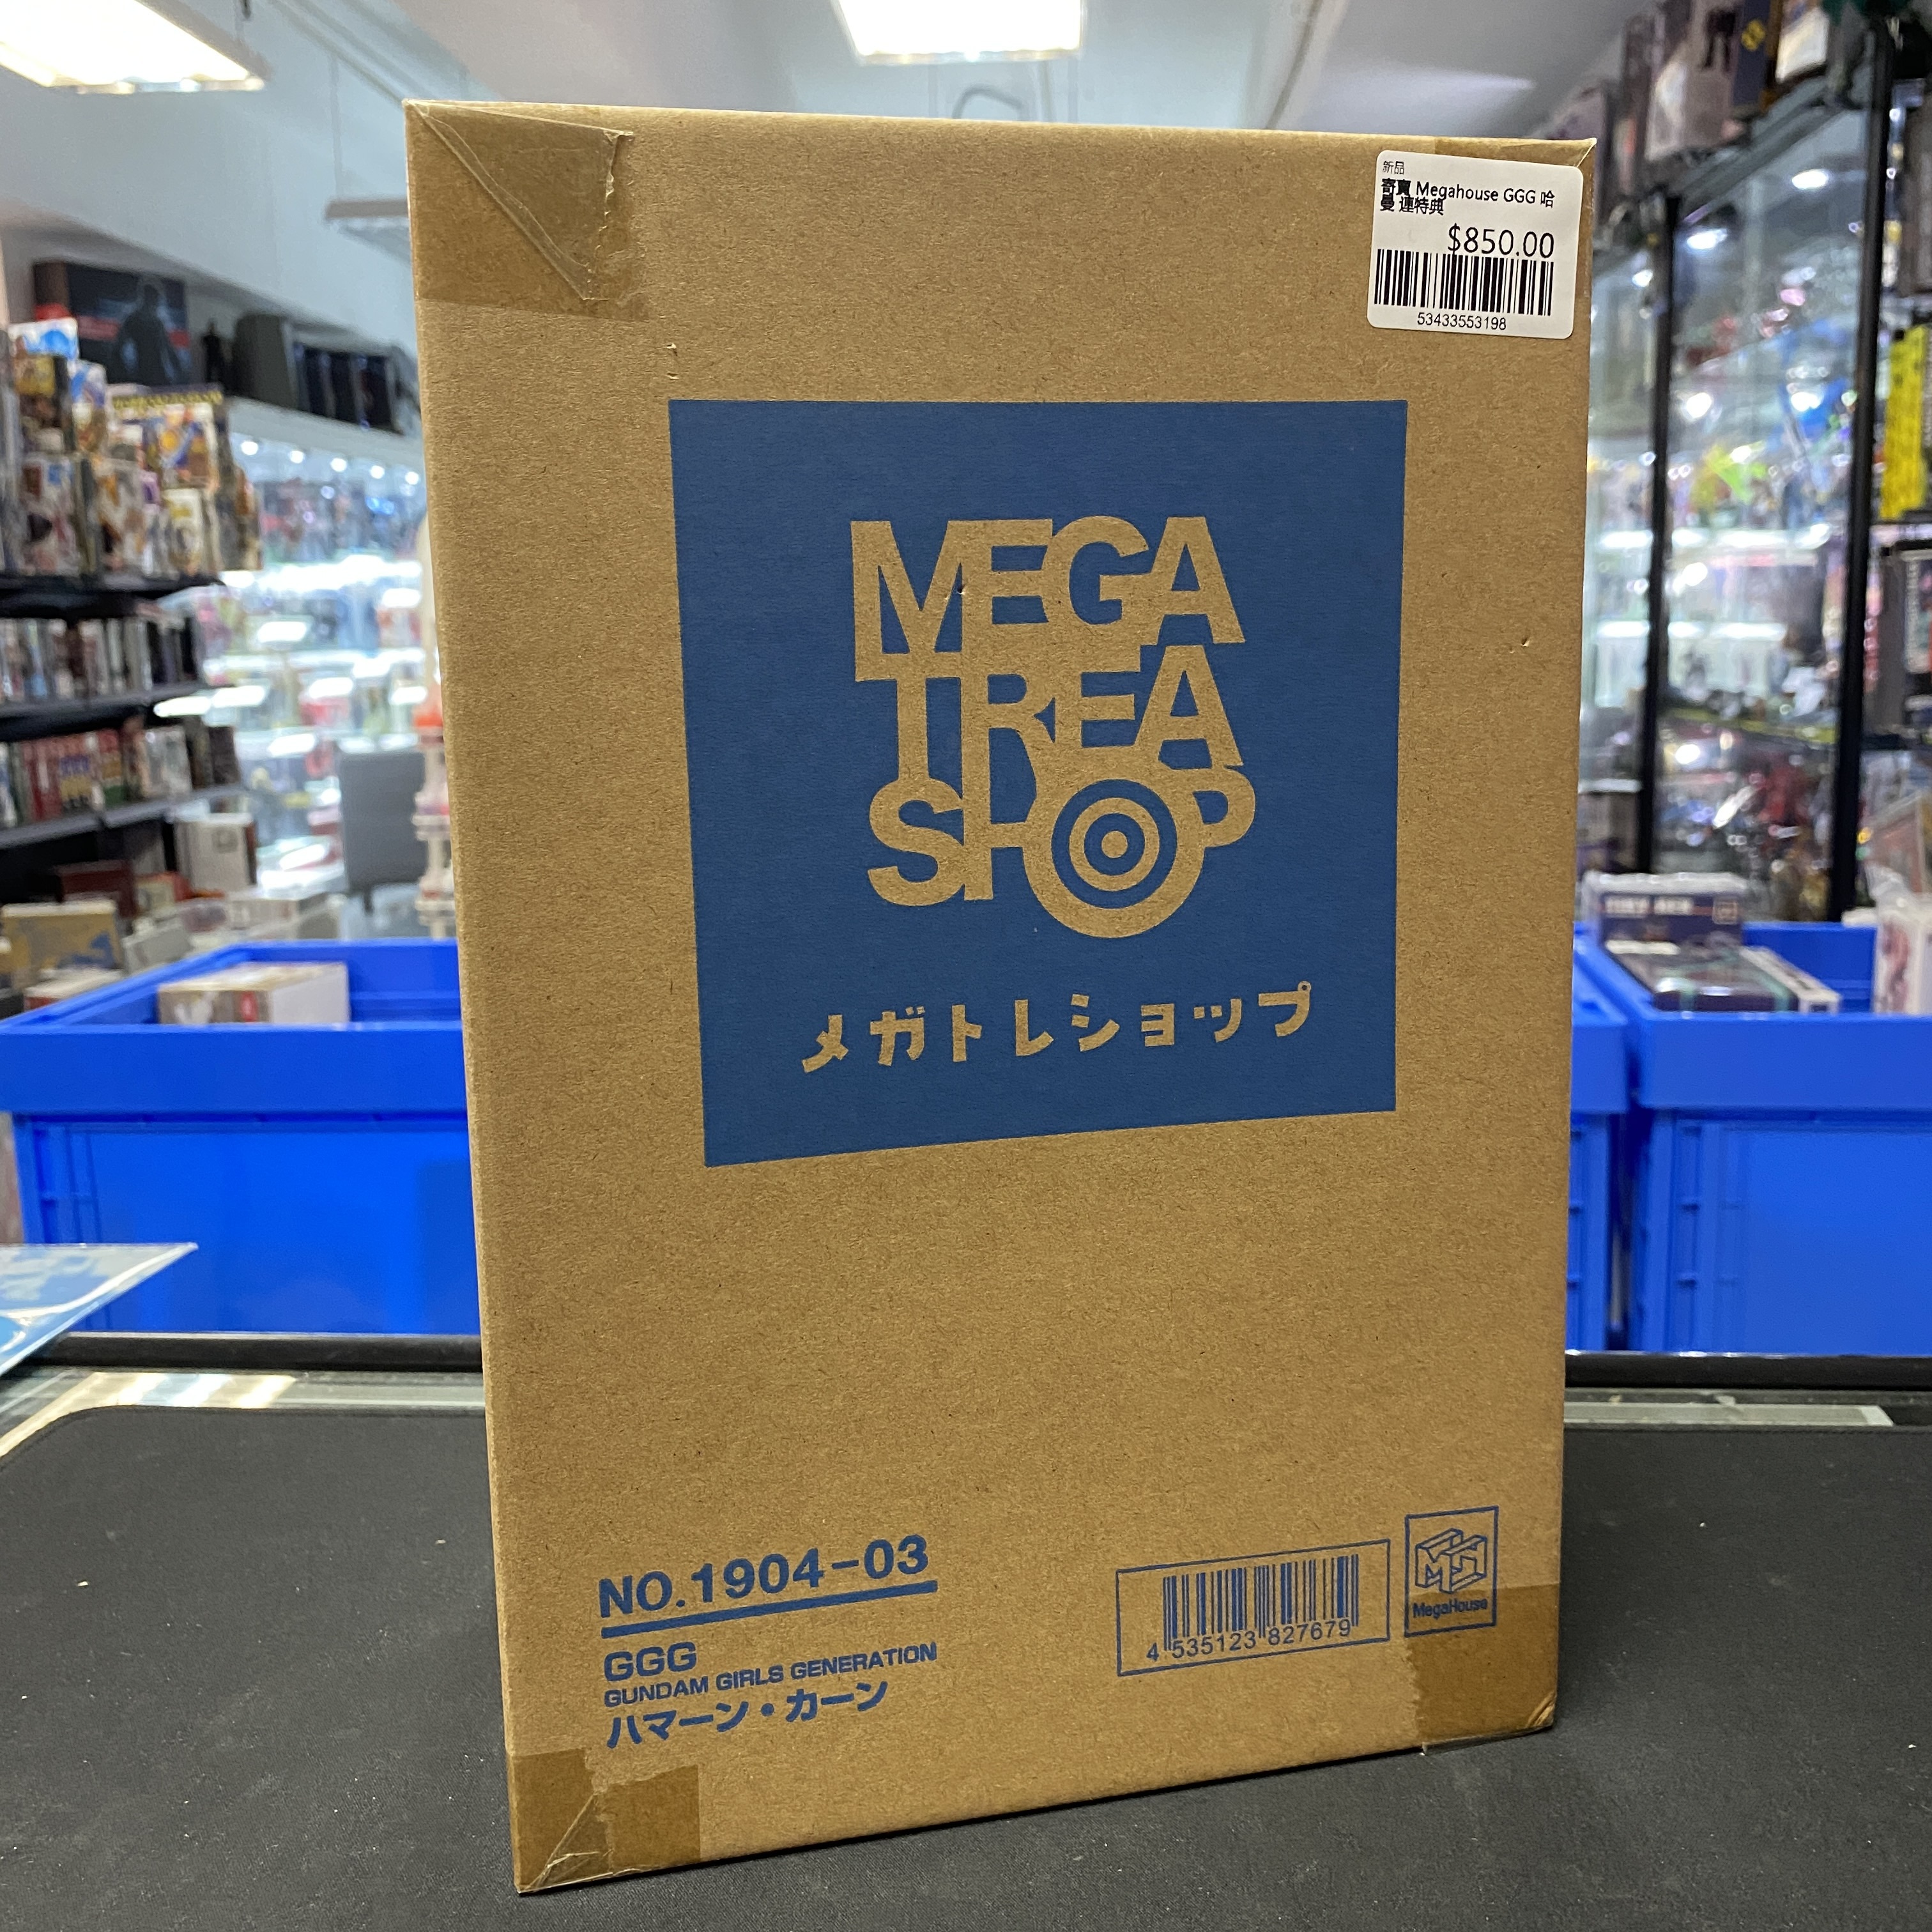 新品
寄賣 Megahouse GGG 哈
曼 連特典
$850.00
53433553198
MEGA
TREA
SHOP
メガトレショップ
NO.1904-03
GGG
GUNDAM GIRLS GENERATION
ハマーン・カーン
4 535123 827679
MegaHouse